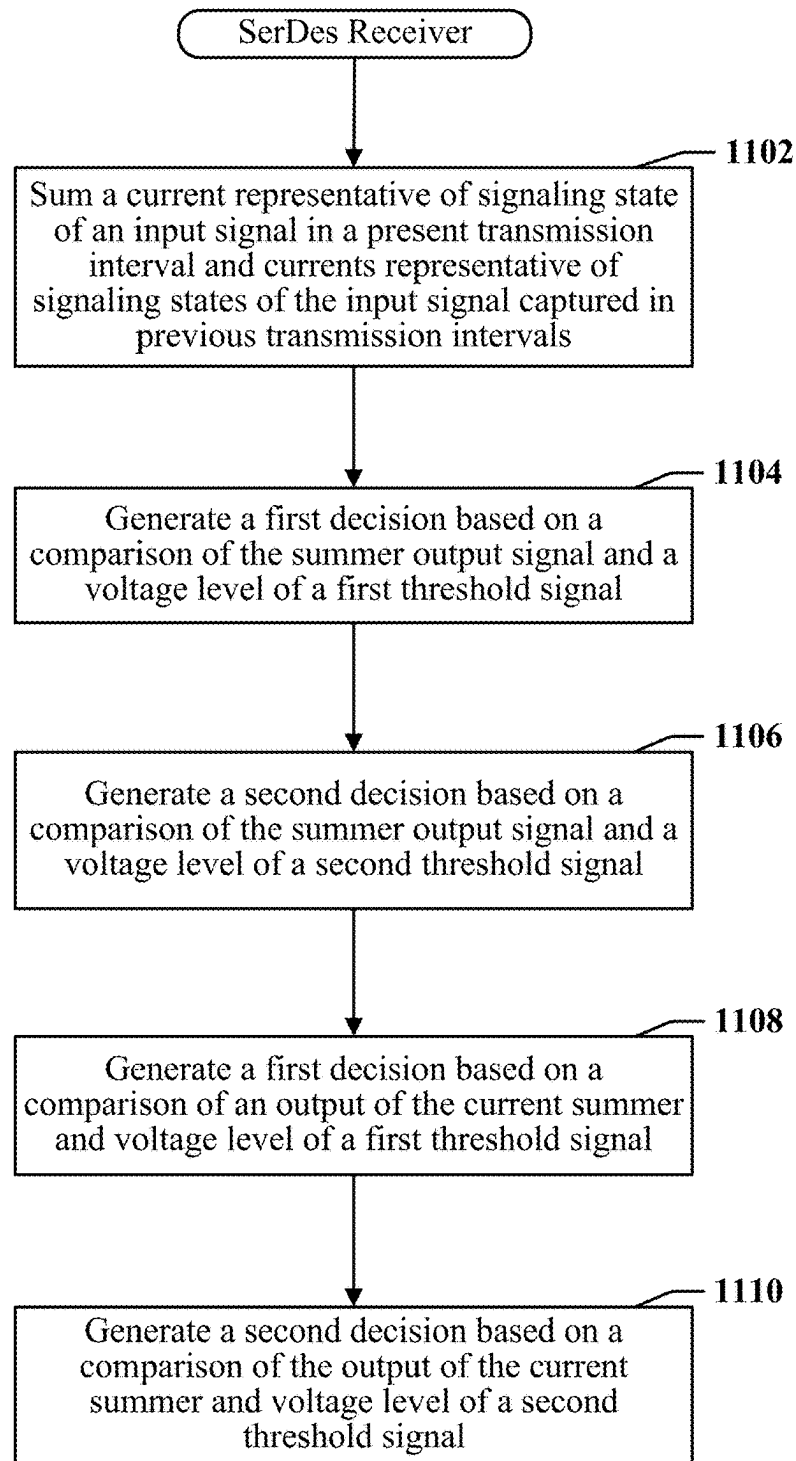 SerDes Receiver
1102
Sum a current representative of signaling state
of an input signal in a present transmission
interval and currents representative of
signaling states of the input signal captured in
previous transmission intervals
1104
Generate a first decision based on a
comparison of the summer output signal and a
voltage level of a first threshold signal
1106
Generate a second decision based on a
comparison of the summer output signal and a
voltage level of a second threshold signal
1108
Generate a first decision based on a
comparison of an output of the current summer
and voltage level of a first threshold signal
1110
Generate a second decision based on a
comparison of the output of the current
summer and voltage level of a second
threshold signal